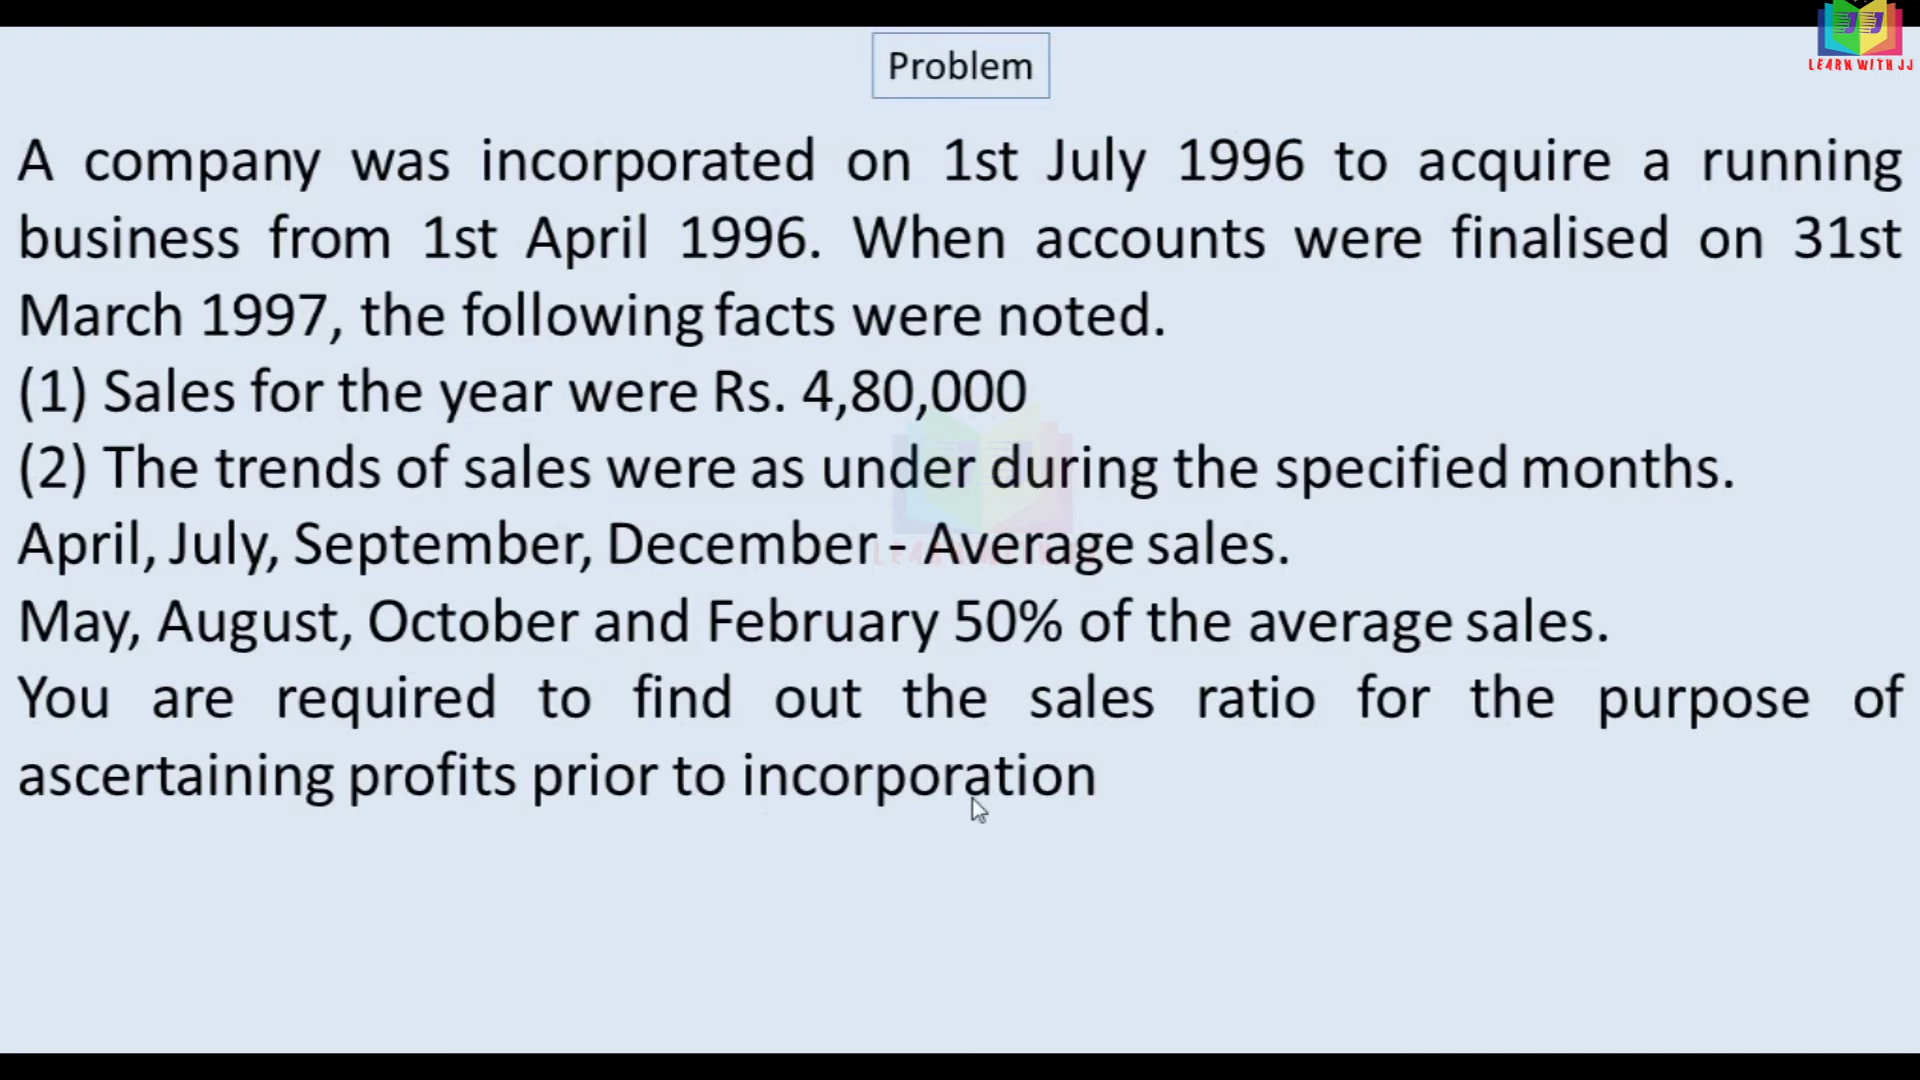 LEARN WITH JJ
Problem
A company was incorporated on 1st July 1996 to acquire a running
business from 1st April 1996. When accounts were finalised on 31st
March 1997, the following facts were noted.
(1) Sales for the year were Rs. 4,80,000
(2) The trends of sales were as under during the specified months.
April, July, September, December - Average sales.
May, August, October and February 50% of the average sales.
You are required to find out the sales ratio for the purpose of
ascertaining profits prior to incorporation